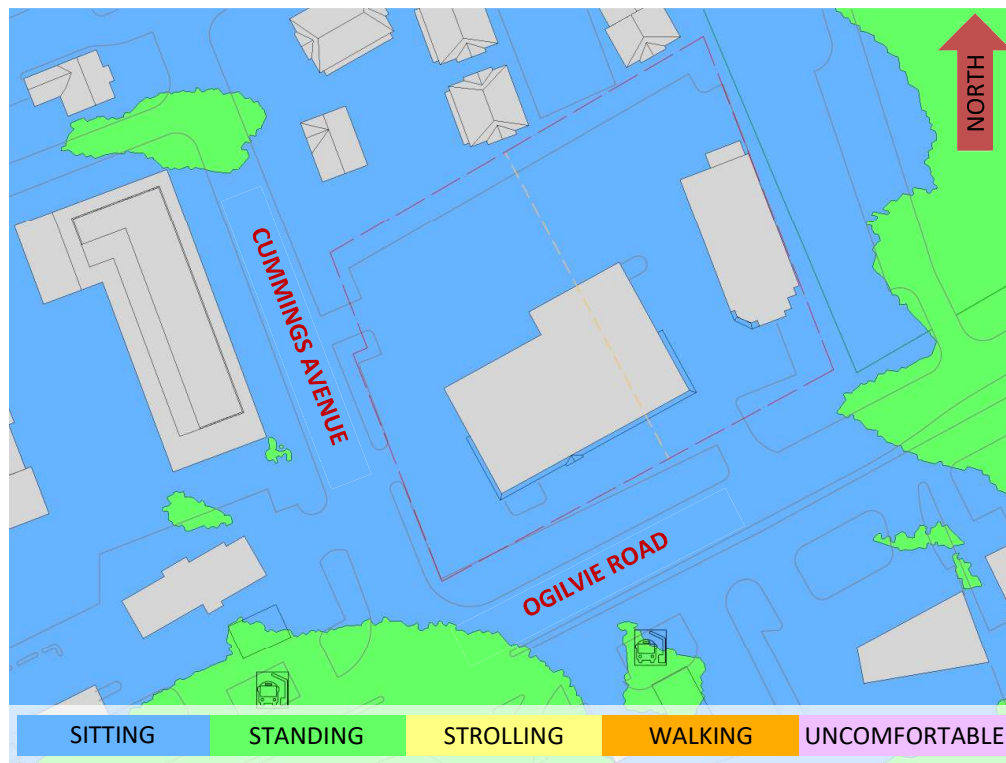 NORTH
CUMMINGS AVENUE
OGILVIE ROAD
SITTING
STANDING
STROLLING
WALKING
UNCOMFORTABLE